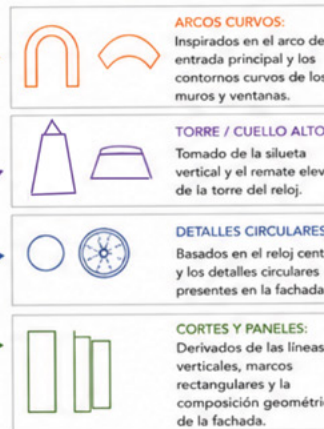 ARCOS CURVOS:
Inspirados en el arco de
entrada principal y los
contornos curvos de los
muros y ventanas.
TORRE / CUELLO ALTO
Tomado de la silueta
vertical y el remate elev
de la torre del reloj.
DETALLES CIRCULARES
Basados en el reloj cent
y los detalles circulares
presentes en la fachada
CORTES Y PANELES:
Derivados de las líneas
verticales, marcos
rectangulares y la
composición geométri
de la fachada.